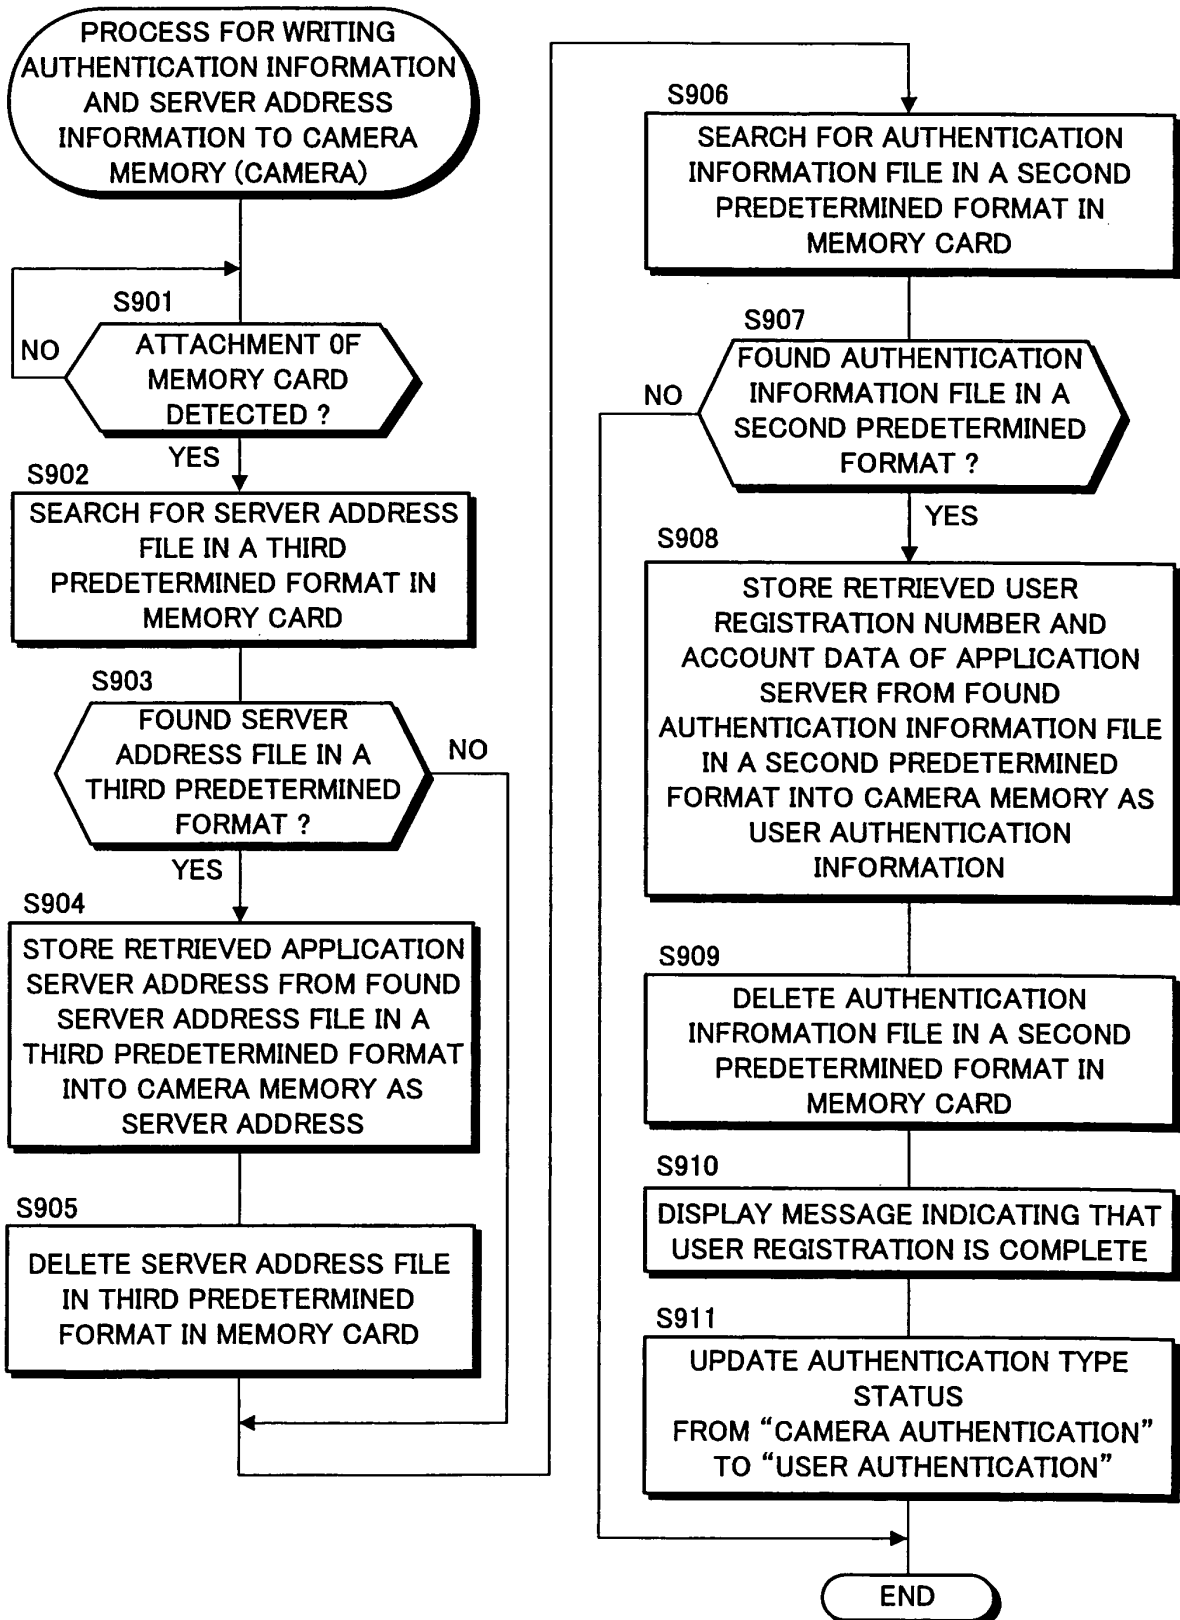 PROCESS FOR WRITING
AUTHENTICATION INFORMATION
AND SERVER ADDRESS
INFORMATION TO CAMERA
MEMORY (CAMERA)
S901
NO
ATTACHMENT 0F
MEMORY CARD
DETECTED ?
YES
S902
SEARCH FOR SERVER ADDRESS
FILE IN A THIRD
PREDETERMINED FORMAT IN
MEMORY CARD
S903
FOUND SERVER
ADDRESS FILE IN A
THIRD PREDETERMINED
FORMAT ?
NO
YES
S904
STORE RETRIEVED APPLICATION
SERVER ADDRESS FROM FOUND
SERVER ADDRESS FILE IN A
THIRD PREDETERMINED FORMAT
INTO CAMERA MEMORY AS
SERVER ADDRESS
S905
DELETE SERVER ADDRESS FILE
IN THIRD PREDETERMINED
FORMAT IN MEMORY CARD
S906
SEARCH FOR AUTHENTICATION
INFORMATION FILE IN A SECOND
PREDETERMINED FORMAT IN
MEMORY CARD
S907
NO
FOUND AUTHENTICATION
INFORMATION FILE IN A
SECOND PREDETERMINED
FORMAT ?
YES
S908
STORE RETRIEVED USER
REGISTRATION NUMBER AND
ACCOUNT DATA OF APPLICATION
SERVER FROM FOUND
AUTHENTICATION INFORMATION FILE
IN A SECOND PREDETERMINED
FORMAT INTO CAMERA MEMORY AS
USER AUTHENTICATION
INFORMATION
S909
DELETE AUTHENTICATION
INFROMATION FILE IN A SECOND
PREDETERMINED FORMAT IN
MEMORY CARD
S910
DISPLAY MESSAGE INDICATING THAT
USER REGISTRATION IS COMPLETE
S911
UPDATE AUTHENTICATION TYPE
STATUS
FROM “CAMERA AUTHENTICATION”
TO “USER AUTHENTICATION”
END